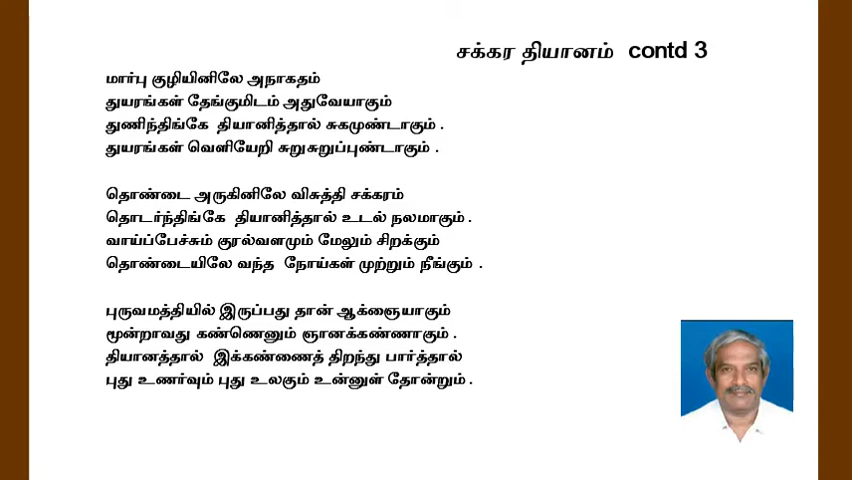 சக்கர தியானம் contd 3
மார்பு குழியினிலே அநாகதம்
துயரங்கள் தேங்குமிடம் அதுவேயாகும்
துணிந்திங்கே தியானித்தால் சுகமுண்டாகும் .
துயரங்கள் வெளியேறி சுறுசுறுப்புண்டாகும் .
தொண்டை அருகினிலே விசுத்தி சக்கரம்
தொடர்ந்திங்கே தியானித்தால் உடல் நலமாகும் .
வாய்ப்பேச்சும் குரல்வளமும் மேலும் சிறக்கும்
தொண்டையிலே வந்த நோய்கள் முற்றும் நீங்கும் .
புருவமத்தியில் இருப்பது தான் ஆக்ஞையாகும்
மூன்றாவது கண்ணெனும் ஞானக்கண்ணாகும் .
தியானத்தால் இக்கண்ணைத் திறந்து பார்த்தால்
புது உணர்வும் புது உலகும் உன்னுள் தோன்றும் .